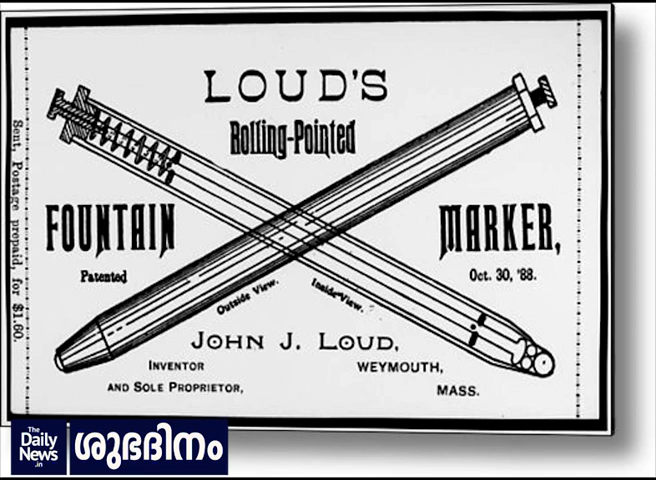 LOUD'S
Rolling-Pointed
FOUNTAIN MARKER,
Patented Oct. 30, '88.
Outside View. Inside View.
JOHN J. LOUD,
INVENTOR WEYMOUTH,
AND SOLE PROPRIETOR, MASS.
Sent, Postage prepaid, for $1.60.
The
Daily
News
.in
ശുഭദിനം